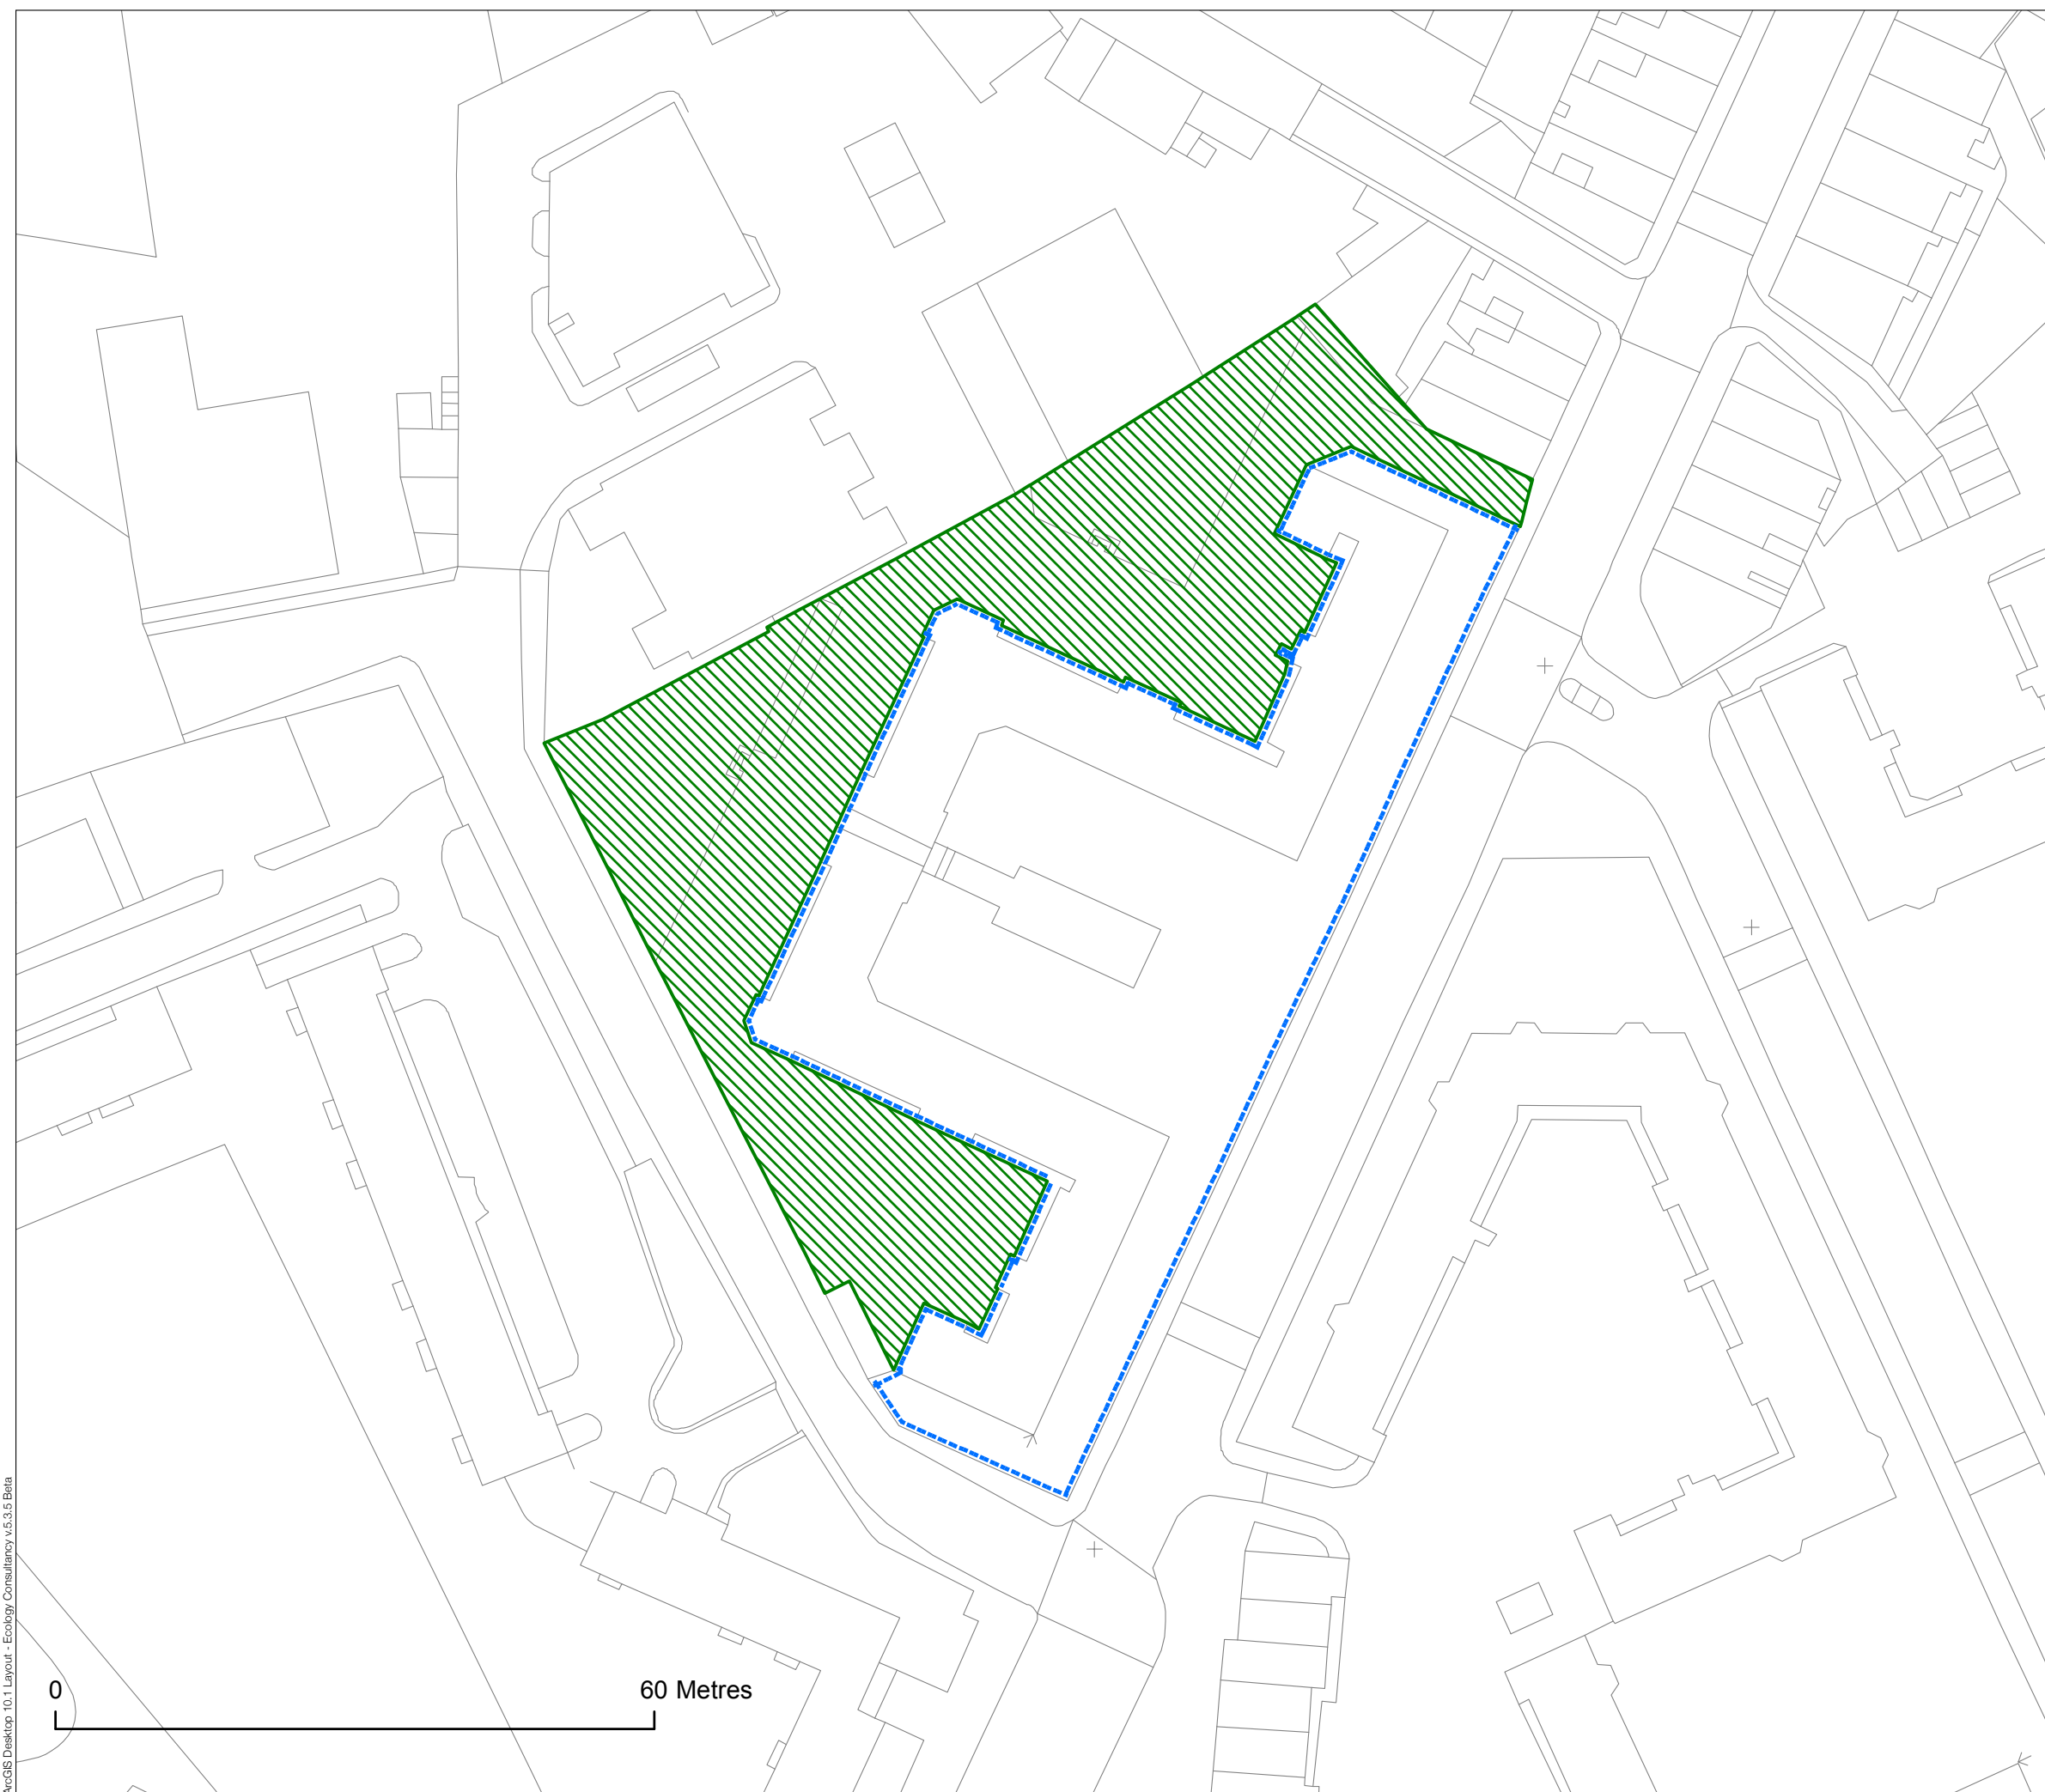 0
60 Metres
ArcGIS Desktop 10.1 Layout - Ecology Consultancy v.5.3.5 Beta